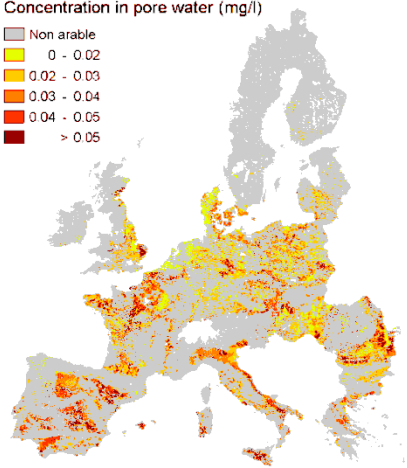 Concentration in pore water (mg/l)
Non arable
0 - 0.02
0.02 - 0.03
0.03 - 0.04
0.04 - 0.05
> 0.05